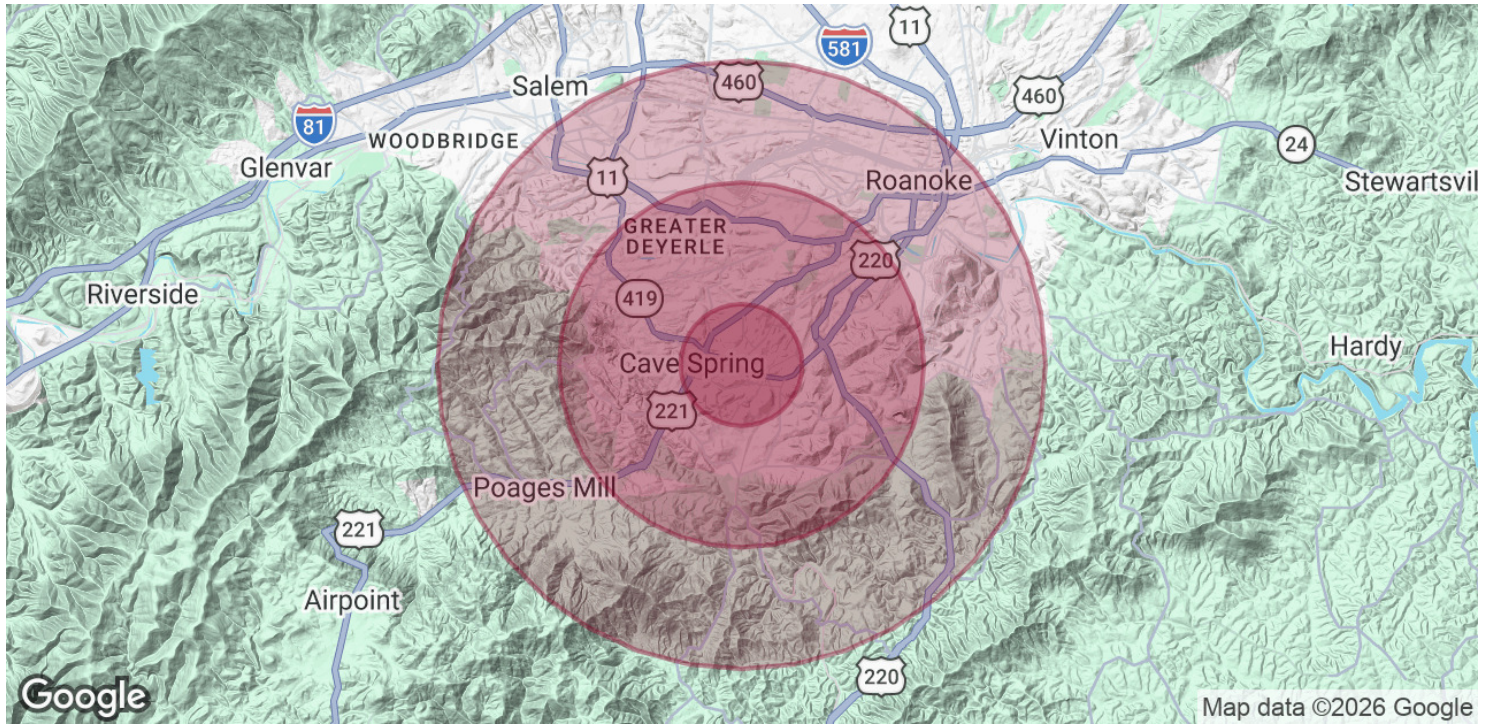 11
581
Salem
460
460
81
WOODBRIDGE
Vinton
24
Glenvar
11
Roanoke
Stewartsvil
GREATER
DEYERLE
220
Riverside
419
Hardy
Cave Spring
221
Poages Mill
221
Airpoint
220
Google
Map data ©2026 Google